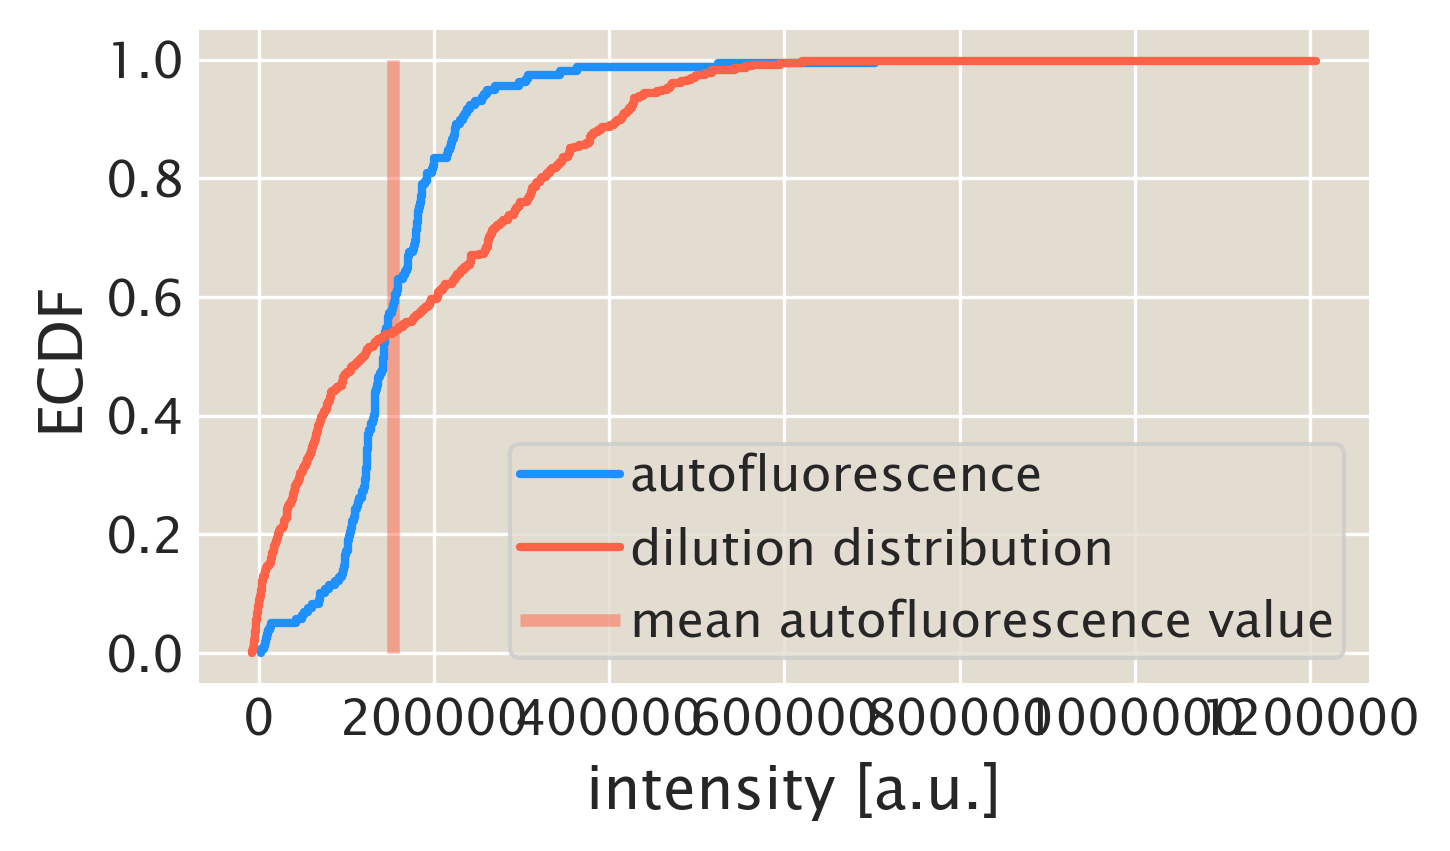 1.0
0.8
0.6
0.4
0.2
0.0
ECDF
autofluorescence
dilution distribution
mean autofluorescence value
0 200000 400000 600000 800000 1000000 1200000
intensity [a.u.]